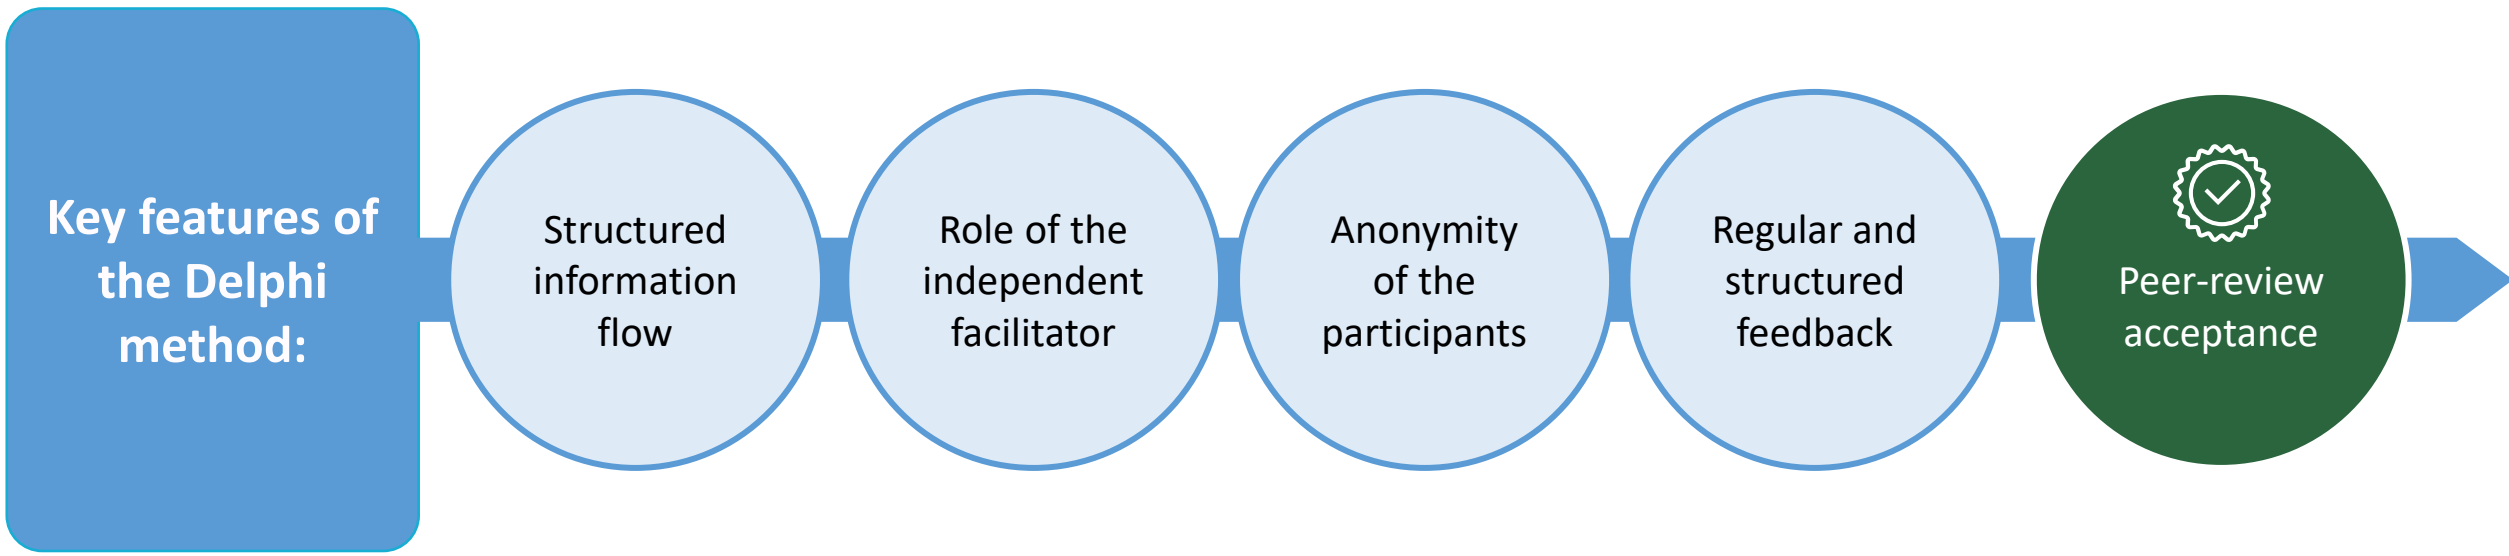 Key features of
the Delphi
method:
Structured
information
flow
Role of the
independent
facilitator
Anonymity
of the
participants
Regular and
structured
feedback
Peer-review
acceptance